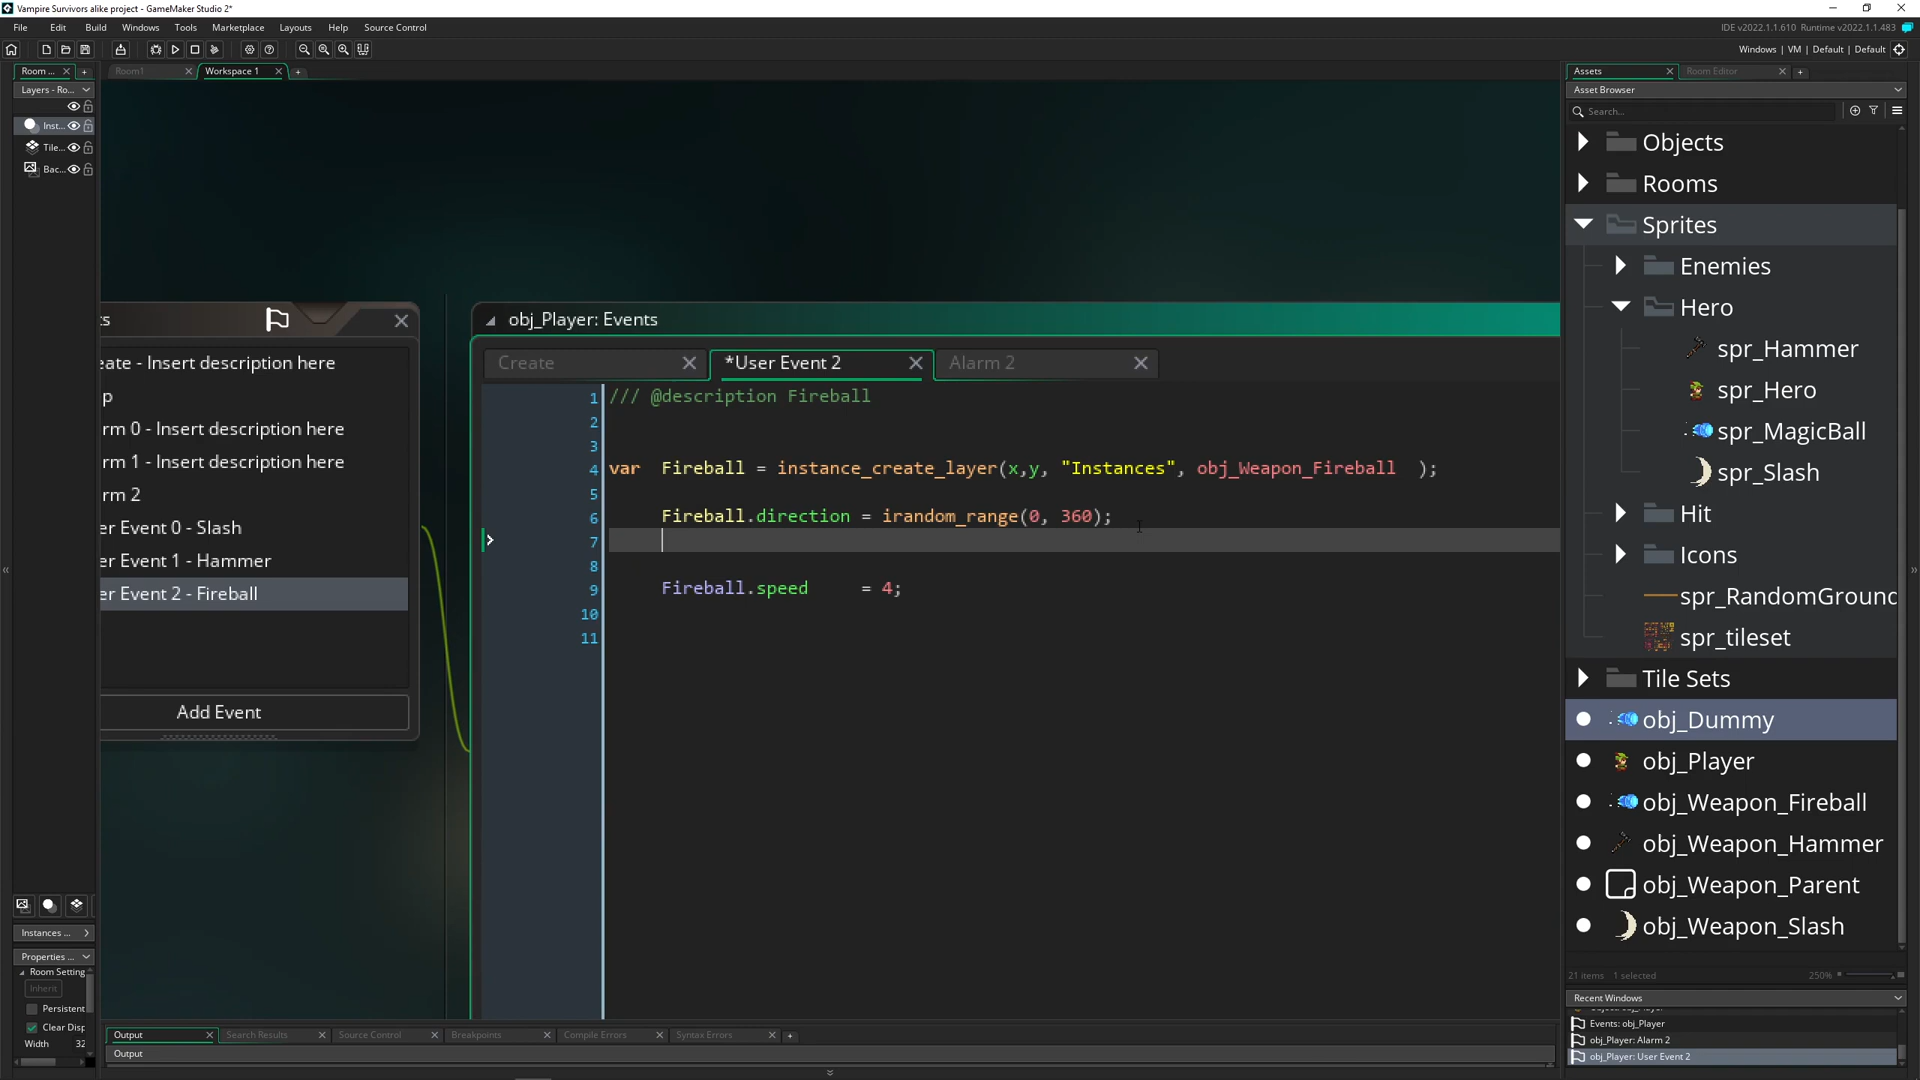 Vampire Survivors alike project - GameMaker Studio 2*
File Edit Build Windows Tools Marketplace Layouts Help Source Control
IDE v2022.1.1.610 Runtime v2022.1.1.483
Windows | VM | Default | Default
Room ...
Room1
Workspace 1
Assets
Room Editor
Layers - Ro...
Asset Browser
Search...
Inst...
Tile...
Bac...
Objects
Rooms
Sprites
Enemies
Hero
spr_Hammer
spr_Hero
spr_MagicBall
spr_Slash
Hit
Icons
spr_RandomGround
spr_tileset
Tile Sets
obj_Dummy
obj_Player
obj_Weapon_Fireball
obj_Weapon_Hammer
obj_Weapon_Parent
obj_Weapon_Slash
21 items 1 selected
250%
Recent Windows
Events: obj_Player
obj_Player: Alarm 2
obj_Player: User Event 2
ts
eate - Insert description here
p
rm 0 - Insert description here
rm 1 - Insert description here
rm 2
er Event 0 - Slash
er Event 1 - Hammer
er Event 2 - Fireball
Add Event
obj_Player: Events
Create
*User Event 2
Alarm 2
1 /// @description Fireball
2
3
4 var Fireball = instance_create_layer(x,y, "Instances", obj_Weapon_Fireball );
5
6 Fireball.direction = irandom_range(0, 360);
7
8
9 Fireball.speed = 4;
10
11
Instances ...
Properties ...
Room Setting
Inherit
Persistent
Clear Disp
Width 32
Output
Search Results
Source Control
Breakpoints
Compile Errors
Syntax Errors
Output